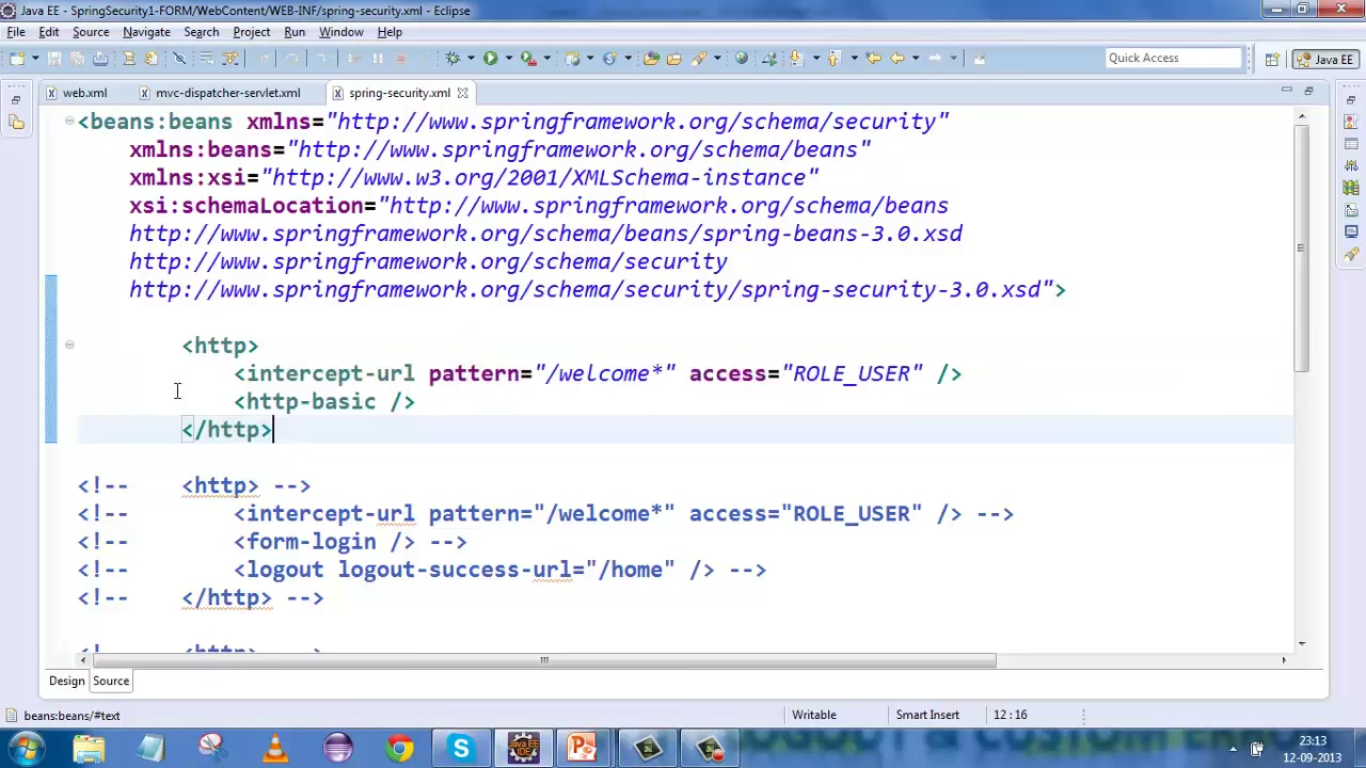 Java EE - SpringSecurity1-FORM/WebContent/WEB-INF/spring-security.xml - Eclipse
File Edit Source Navigate Search Project Run Window Help
Quick Access
Java EE
web.xml
mvc-dispatcher-servlet.xml
spring-security.xml
<beans:beans xmlns="http://www.springframework.org/schema/security"
xmlns:beans="http://www.springframework.org/schema/beans"
xmlns:xsi="http://www.w3.org/2001/XMLSchema-instance"
xsi:schemaLocation="http://www.springframework.org/schema/beans
http://www.springframework.org/schema/beans/spring-beans-3.0.xsd
http://www.springframework.org/schema/security
http://www.springframework.org/schema/security/spring-security-3.0.xsd">
<http>
<intercept-url pattern="/welcome*" access="ROLE_USER" />
<http-basic />
</http>
<!-- <http> -->
<!-- <intercept-url pattern="/welcome*" access="ROLE_USER" /> -->
<!-- <form-login /> -->
<!-- <logout logout-success-url="/home" /> -->
<!-- </http> -->
Design Source
beans:beans/#text
Writable
Smart Insert
12 : 16
23:13
12-09-2013